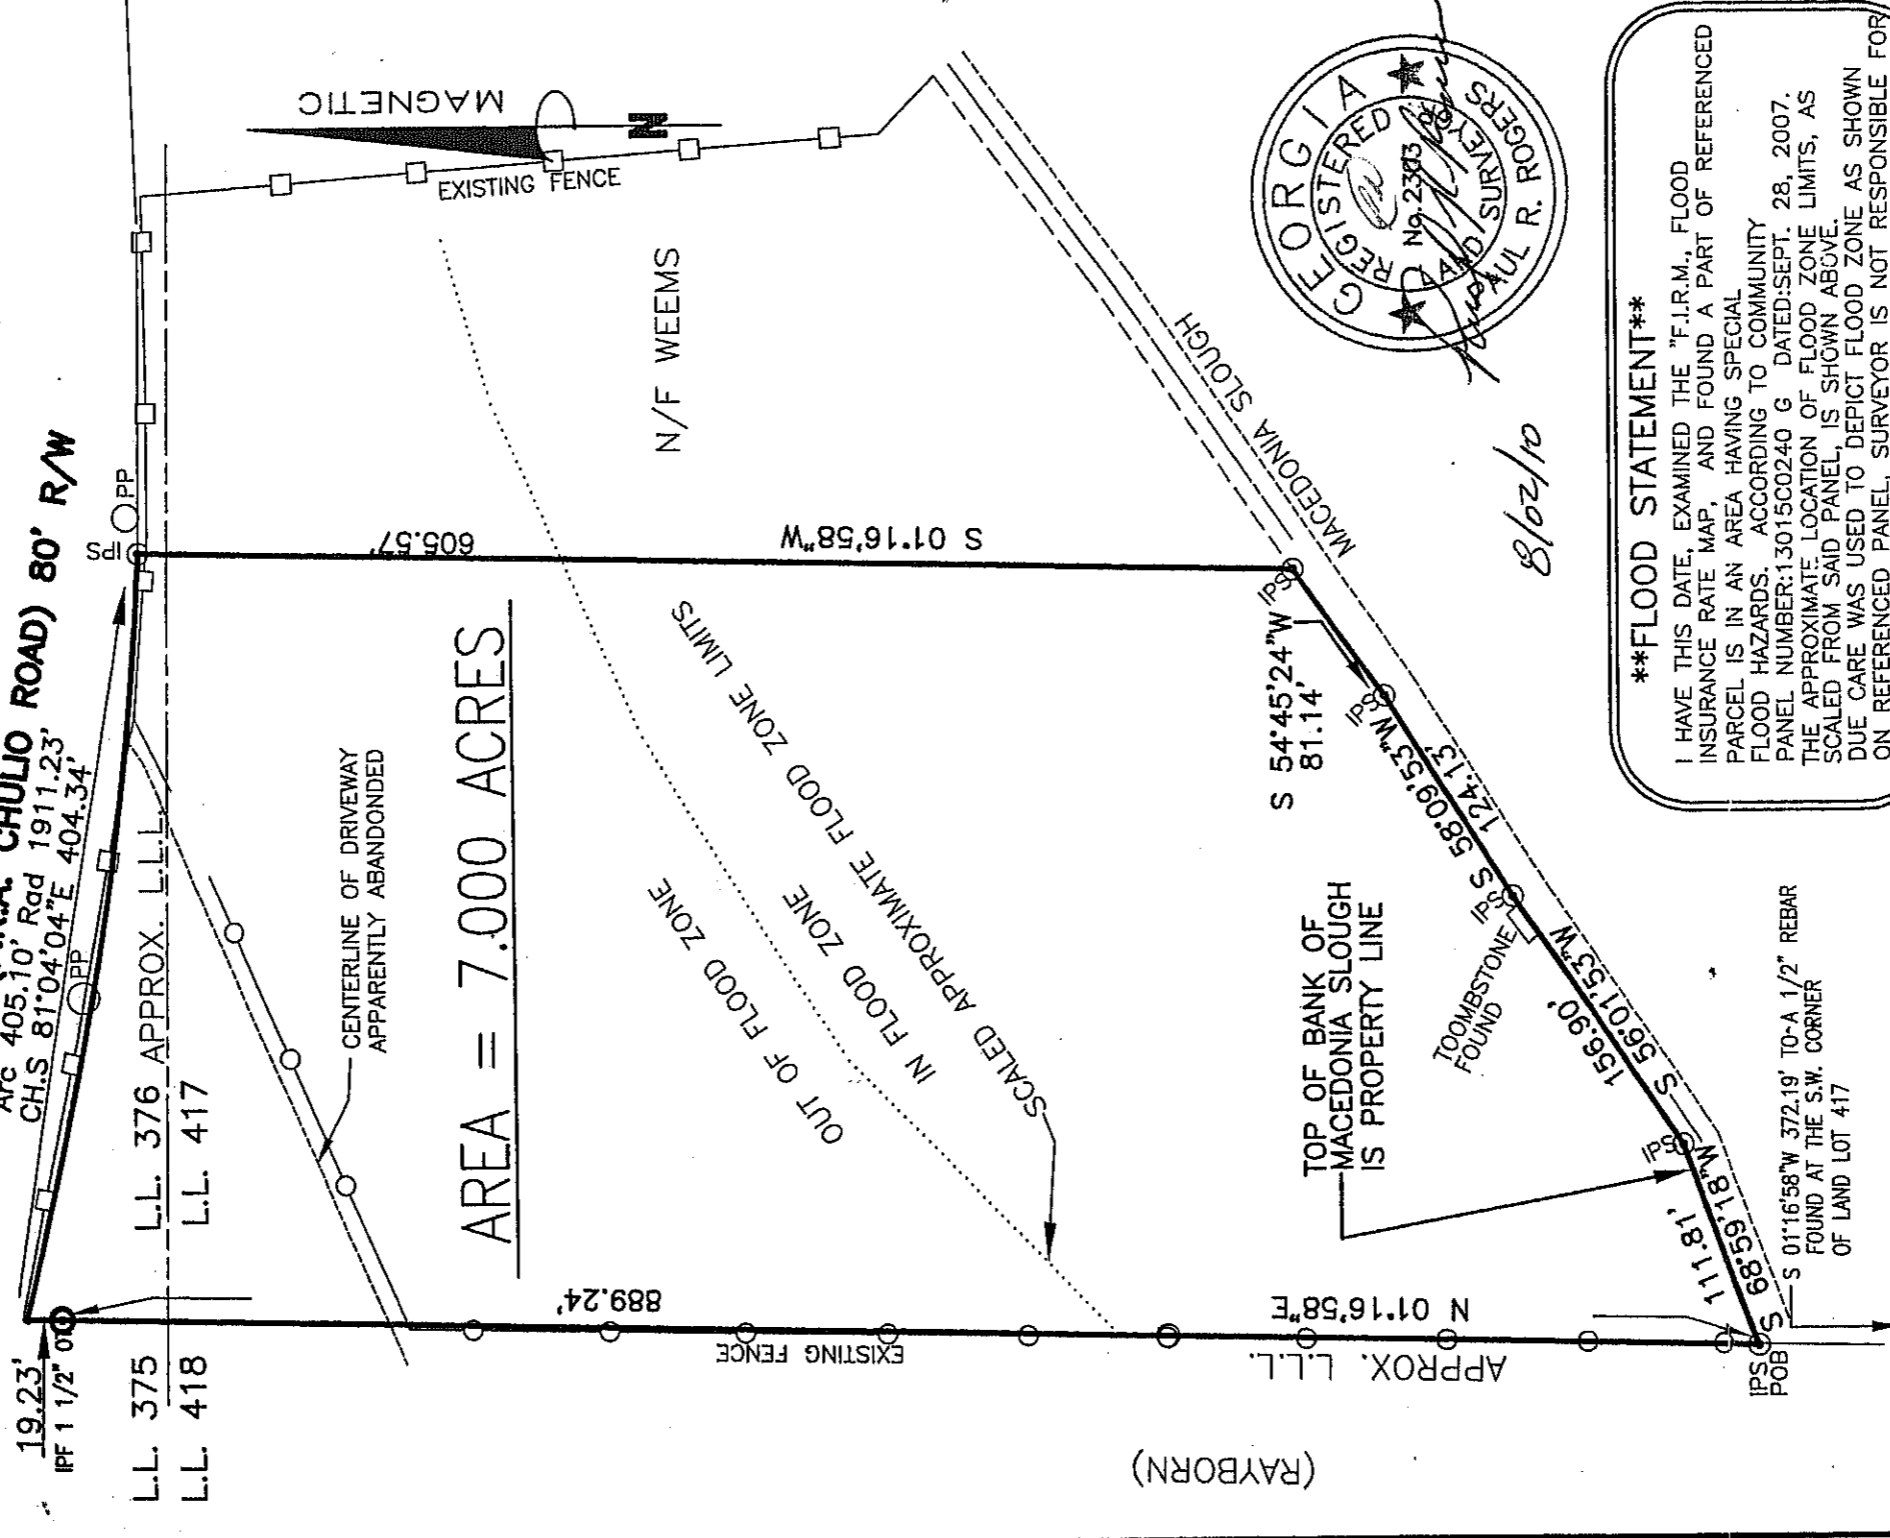 CHULIO ROAD) 80' R/W
Arc 405.10' Rad 1911.23'
CH.S 81°04'04"E 404.34'
19.23'
IPF 1 1/2"
L.L. 375
L.L. 418
L.L. 376 APPROX. L.L.L.
L.L. 417
PP
PP
IPS
MAGNETIC
N
EXISTING FENCE
N/F WEEMS
605.57'
S 01°16'58"W
CENTERLINE OF DRIVEWAY
APPARENTLY ABANDONED
AREA = 7.000 ACRES
OUT OF FLOOD ZONE
IN FLOOD ZONE
SCALED APPROXIMATE FLOOD ZONE LIMITS
889.24'
N 01°16'58"E
EXISTING FENCE
APPROX. L.L.L.
(RAYBORN)
MACEDONIA SLOUGH
IPS
S 54°45'24"W
81.14'
IPS
S 58°09'53"W
124.13'
IPS
TOOMBSTONE
FOUND
156.90'
S 56°01'53"W
IPS
TOP OF BANK OF
MACEDONIA SLOUGH
IS PROPERTY LINE
111.81'
S 68°59'18"W
IPS
POB
S 01°16'58"W 372.19' TO A 1/2" REBAR
FOUND AT THE S.W. CORNER
OF LAND LOT 417
GEORGIA
REGISTERED
No.2313
LAND SURVEYOR
PAUL R. ROGERS
8/02/10
**FLOOD STATEMENT**
I HAVE THIS DATE, EXAMINED THE "F.I.R.M., FLOOD
INSURANCE RATE MAP, AND FOUND A PART OF REFERENCED
PARCEL IS IN AN AREA HAVING SPECIAL
FLOOD HAZARDS, ACCORDING TO COMMUNITY
PANEL NUMBER:13015C0240 G DATED:SEPT. 28, 2007.
THE APPROXIMATE LOCATION OF FLOOD ZONE LIMITS, AS
SCALED FROM SAID PANEL, IS SHOWN ABOVE.
DUE CARE WAS USED TO DEPICT FLOOD ZONE AS SHOWN
ON REFERENCED PANEL, SURVEYOR IS NOT RESPONSIBLE FOR